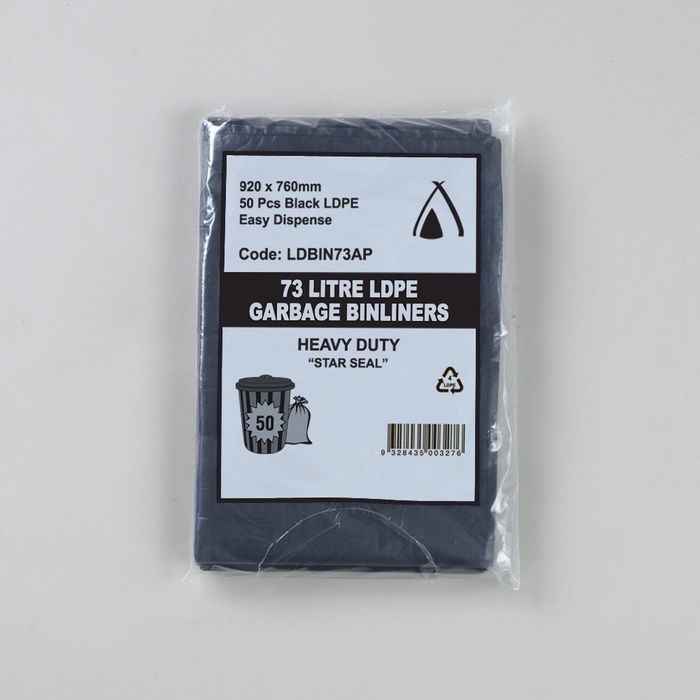 920 x 760mm
50 Pcs Black LDPE
Easy Dispense
Code: LDBIN73AP
73 LITRE LDPE
GARBAGE BINLINERS
HEAVY DUTY
“STAR SEAL”
4
LDPE
50
9 328435 003276